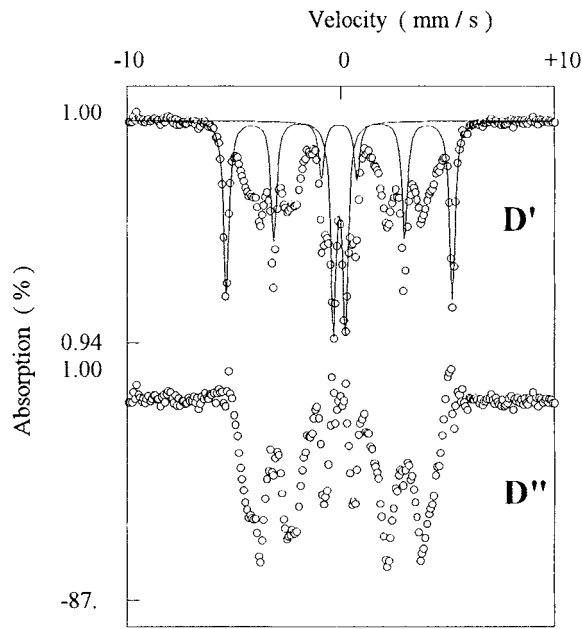 Velocity ( mm / s )
-10 0 +10
1.00
D'
0.94
1.00
Absorption ( % )
D''
-87.